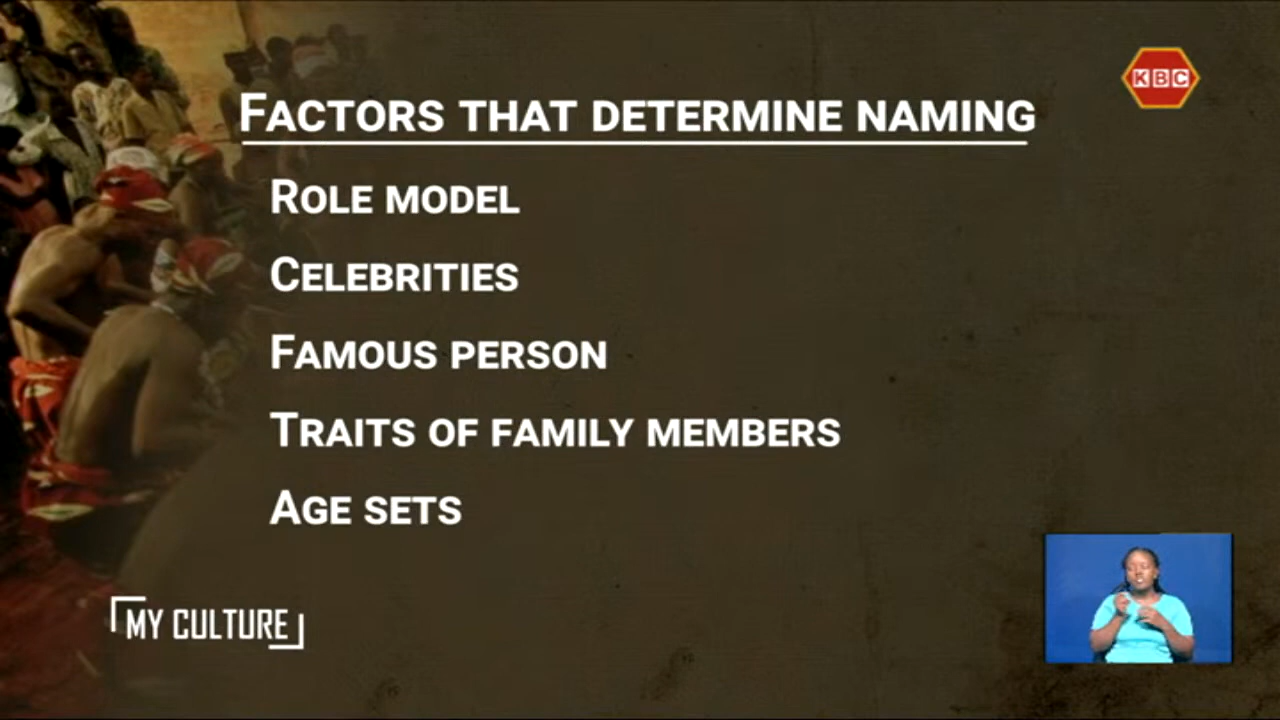 KBC
FACTORS THAT DETERMINE NAMING
ROLE MODEL
CELEBRITIES
FAMOUS PERSON
TRAITS OF FAMILY MEMBERS
AGE SETS
MY CULTURE